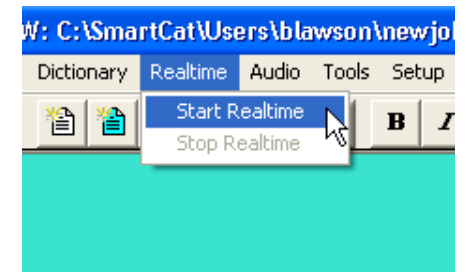 W: C:\SmartCat\Users\blawson\newjo
Dictionary Realtime Audio Tools Setup
Start Realtime
B I
Stop Realtime